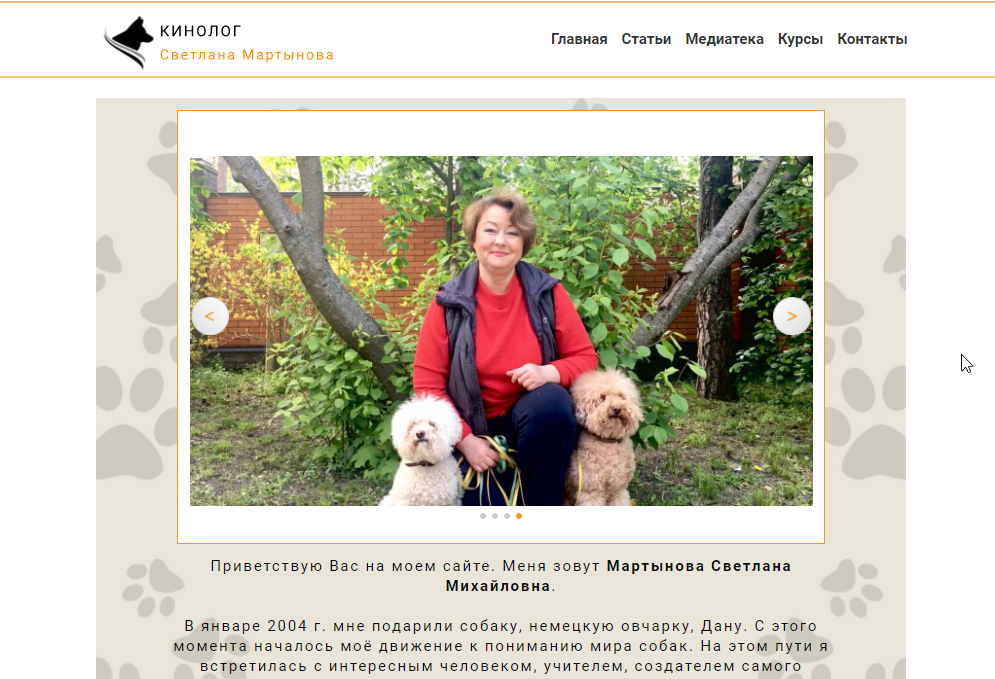 КИНОЛОГ
Светлана Мартынова
Главная Статьи Медиатека Курсы Контакты
<
>
Приветствую Вас на моем сайте. Меня зовут Мартынова Светлана
Михайловна.
В январе 2004 г. мне подарили собаку, немецкую овчарку, Дану. С этого
момента началось моё движение к пониманию мира собак. На этом пути я
встретилась с интересным человеком, учителем, создателем самого